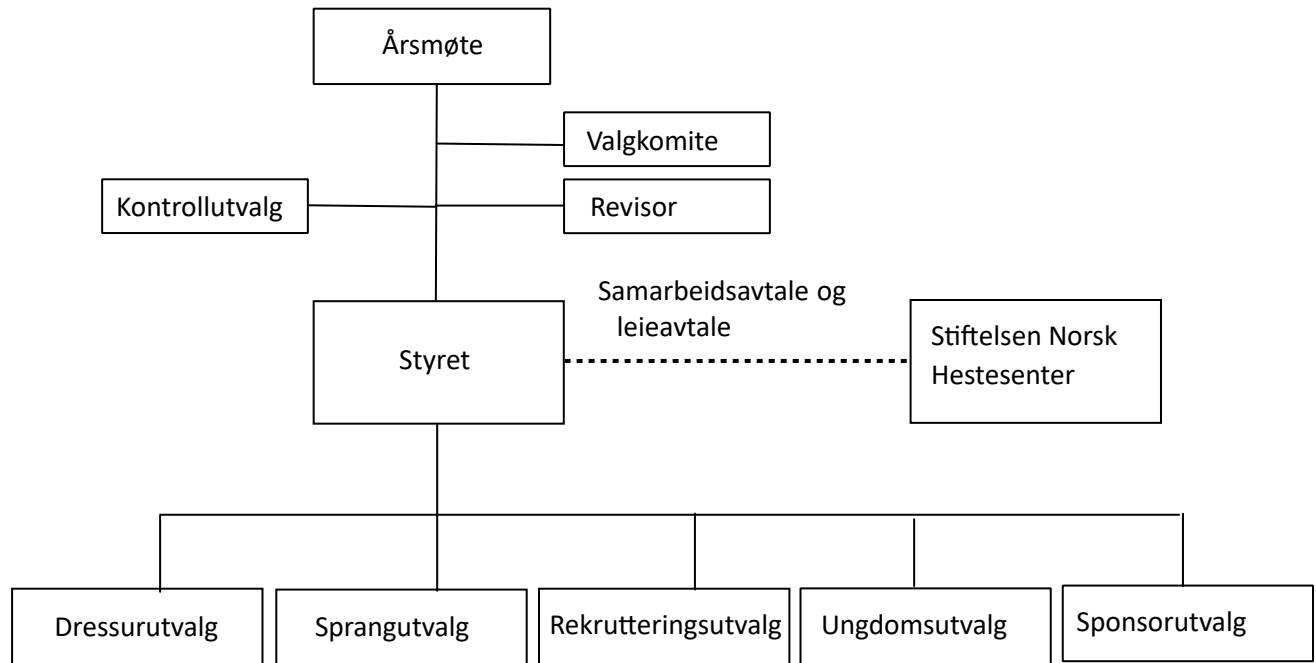 Årsmøte
Valgkomite
Kontrollutvalg
Revisor
Samarbeidsavtale og
leieavtale
Styret
Stiftelsen Norsk
Hestesenter
Dressurutvalg
Sprangutvalg
Rekrutteringsutvalg
Ungdomsutvalg
Sponsorutvalg